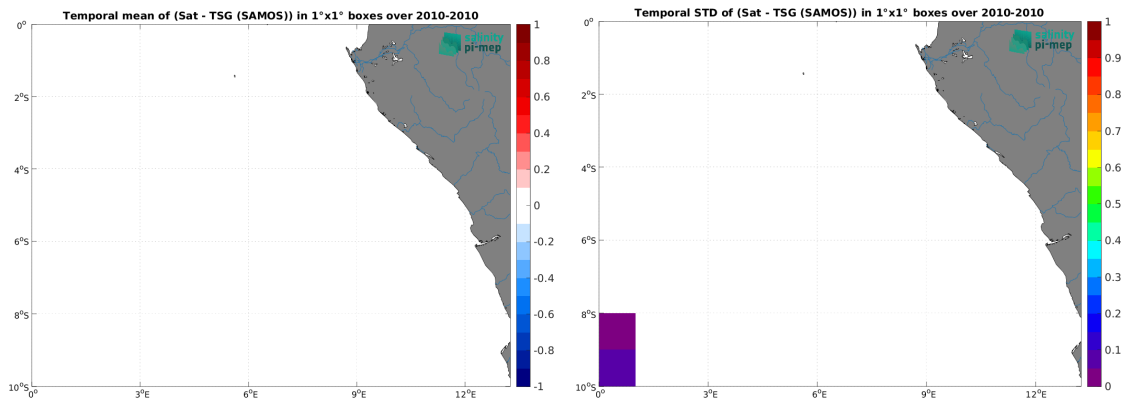 Temporal mean of (Sat - TSG (SAMOS)) in 1°x1° boxes over 2010-2010
0°
2°S
4°S
6°S
8°S
10°S
0°
3°E
6°E
9°E
12°E
salinity
pi-mep
1
0.8
0.6
0.4
0.2
0
-0.2
-0.4
-0.6
-0.8
-1
Temporal STD of (Sat - TSG (SAMOS)) in 1°x1° boxes over 2010-2010
0°
2°S
4°S
6°S
8°S
10°S
0°
3°E
6°E
9°E
12°E
salinity
pi-mep
1
0.9
0.8
0.7
0.6
0.5
0.4
0.3
0.2
0.1
0